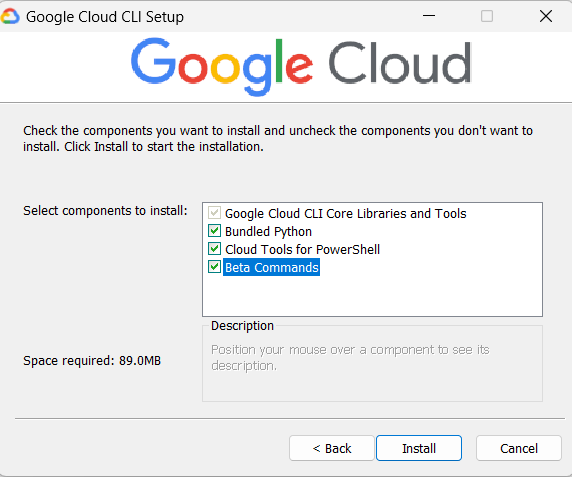 Google Cloud CLI Setup
Google Cloud
Check the components you want to install and uncheck the components you don't want to
install. Click Install to start the installation.
Select components to install:
Google Cloud CLI Core Libraries and Tools
Bundled Python
Cloud Tools for PowerShell
Beta Commands
Description
Position your mouse over a component to see its
description.
Space required: 89.0MB
< Back
Install
Cancel